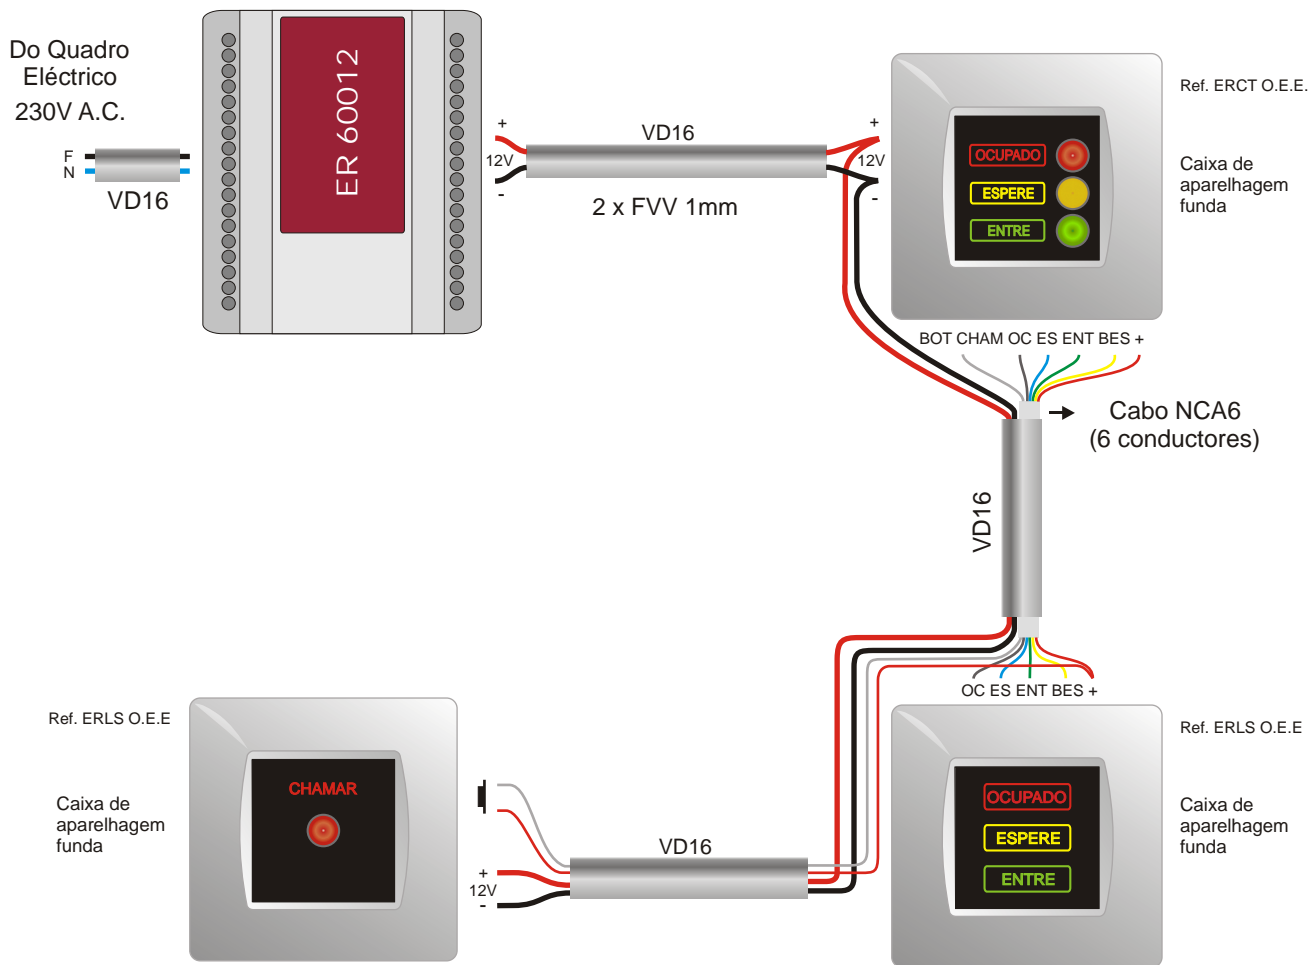 Do Quadro
Eléctrico
230V A.C.
F
N
VD16
ER 60012
+
12V
-
VD16
2 x FVV 1mm
+
12V
-
OCUPADO
ESPERE
ENTRE
Ref. ERCT O.E.E.
Caixa de
aparelhagem
funda
BOT CHAM OC ES ENT BES +
Cabo NCA6
(6 conductores)
VD16
OC ES ENT BES +
Ref. ERLS O.E.E
Caixa de
aparelhagem
funda
CHAMAR
+
12V
-
VD16
OCUPADO
ESPERE
ENTRE
Ref. ERLS O.E.E
Caixa de
aparelhagem
funda